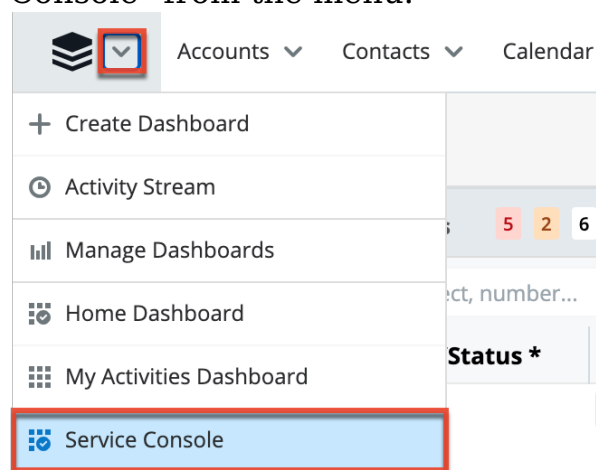 Console" from the menu.
Accounts Contacts Calendar
Create Dashboard
Activity Stream
5 2 6
Manage Dashboards
ect, number...
Home Dashboard
Status *
My Activities Dashboard
Service Console